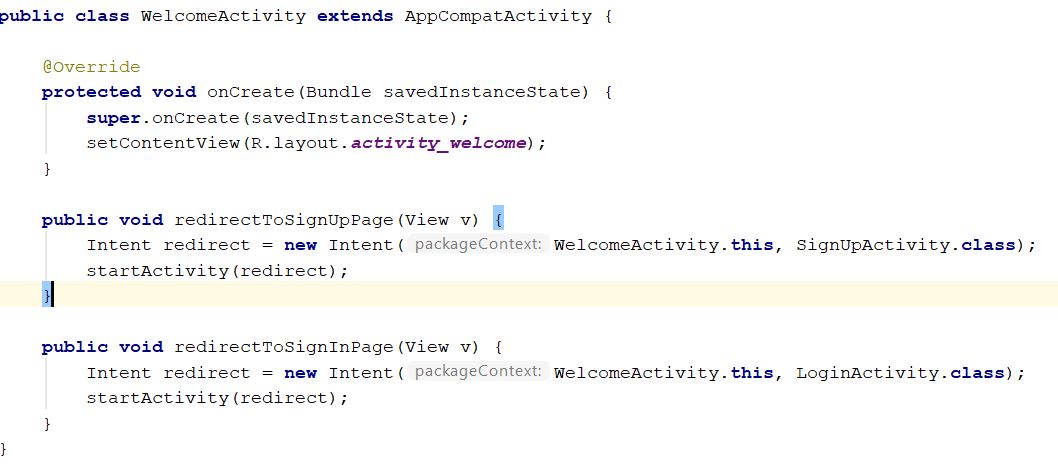 public class WelcomeActivity extends AppCompatActivity {
@Override
protected void onCreate(Bundle savedInstanceState) {
super.onCreate(savedInstanceState);
setContentView(R.layout.activity_welcome);
}
public void redirectToSignUpPage(View v) {
Intent redirect = new Intent( packageContext: WelcomeActivity.this, SignUpActivity.class);
startActivity(redirect);
}
public void redirectToSignInPage(View v) {
Intent redirect = new Intent( packageContext: WelcomeActivity.this, LoginActivity.class);
startActivity(redirect);
}
}